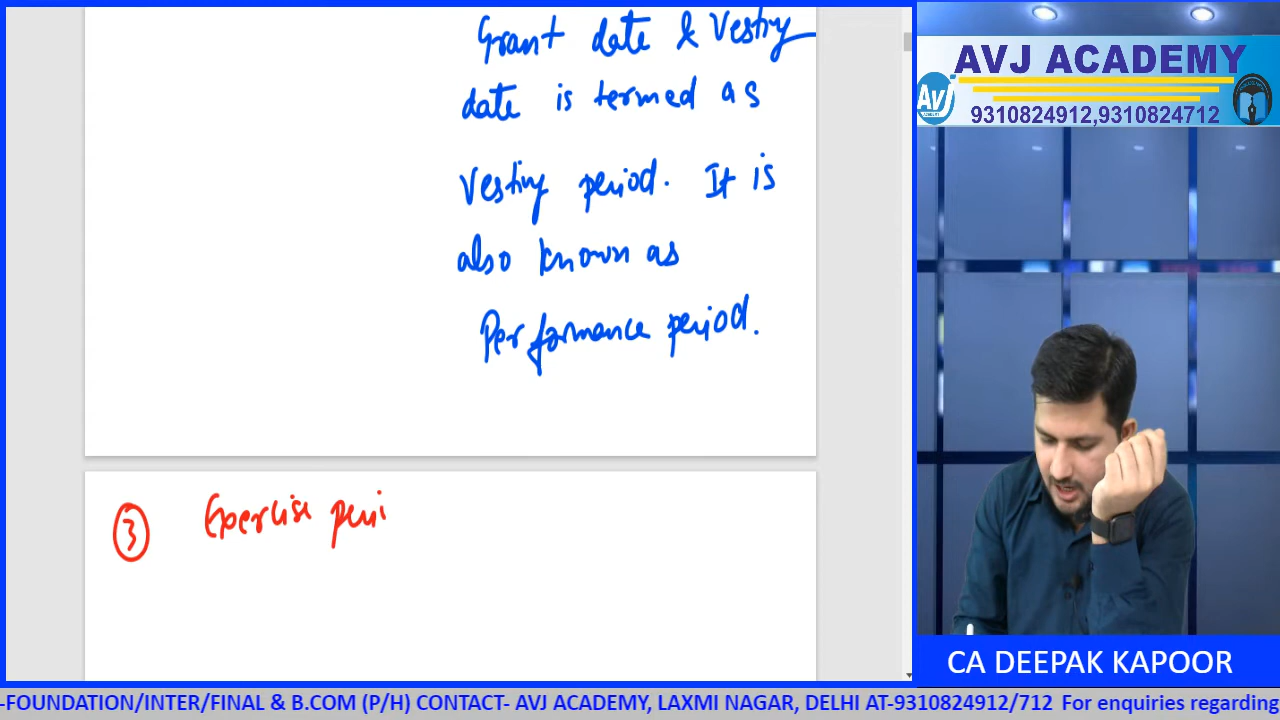 Grant date & Vesting
date is termed as
Vesting period. It is
also known as
Performance period.
③ Exercise peri
AVJ ACADEMY
AVJ
ACADEMY
9310824912,9310824712
CA DEEPAK KAPOOR
-FOUNDATION/INTER/FINAL & B.COM (P/H) CONTACT- AVJ ACADEMY, LAXMI NAGAR, DELHI AT-9310824912/712 For enquiries regarding